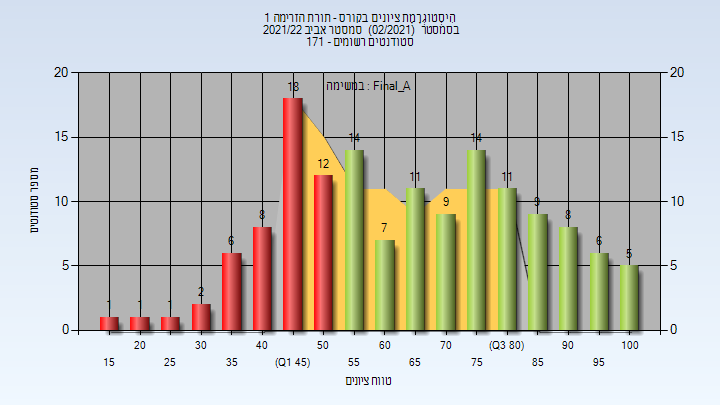 היסטוגרמת ציונים בקורס - תורת הזרימה 1
בסמסטר (02/2021) סמסטר אביב 2021/22
סטודנטים רשומים - 171
במשימה : Final_A
מספר סטודנטים
20 15 10 5 0
20 15 10 5 0
1 1 1 2 6 8 18 12 14 7 11 9 14 11 9 8 6 5
20 30 40 50 60 70 (Q3 80) 90 100
15 25 35 (Q1 45) 55 65 75 85 95
טווח ציונים